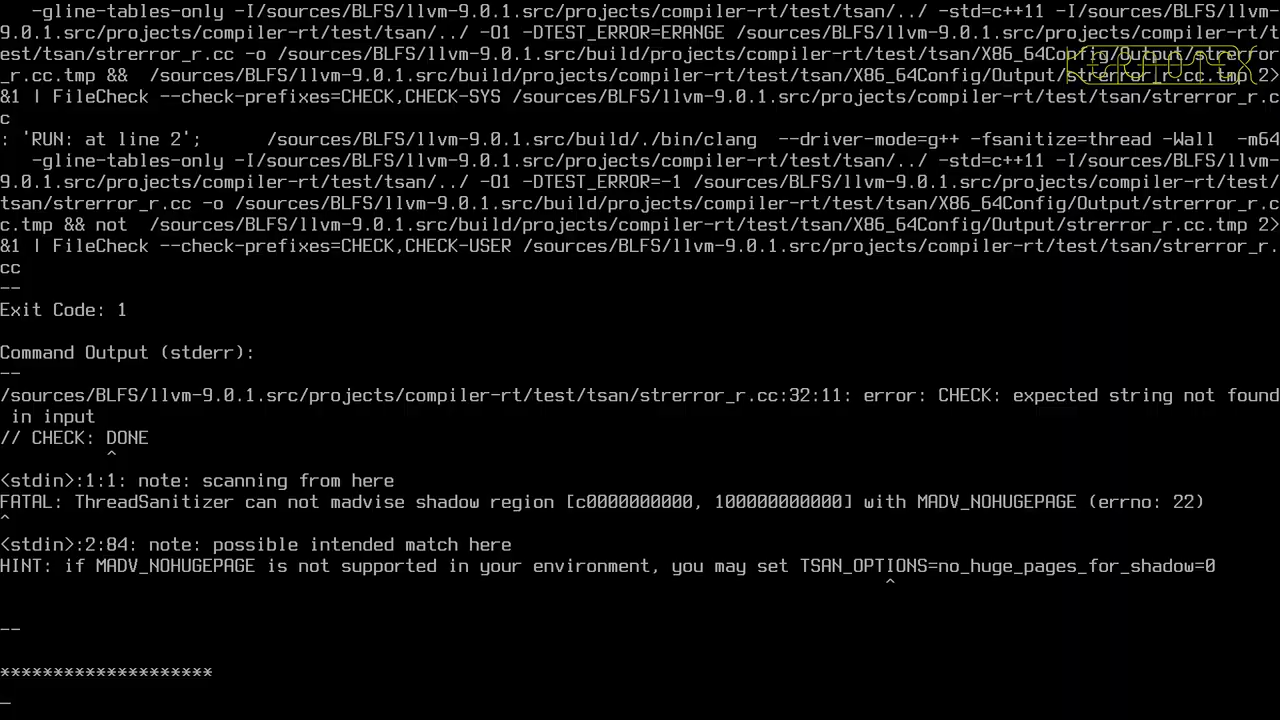 -gline-tables-only -I/sources/BLFS/llvm-9.0.1.src/projects/compiler-rt/test/tsan/../ -std=c++11 -I/sources/BLFS/llvm-
9.0.1.src/projects/compiler-rt/test/tsan/../ -O1 -DTEST_ERROR=ERANGE /sources/BLFS/llvm-9.0.1.src/projects/compiler-rt/t
est/tsan/strerror_r.cc -o /sources/BLFS/llvm-9.0.1.src/build/projects/compiler-rt/test/tsan/X86_64Config/Output/strerror
_r.cc.tmp &&  /sources/BLFS/llvm-9.0.1.src/build/projects/compiler-rt/test/tsan/X86_64Config/Output/strerror_r.cc.tmp 2>
&1 | FileCheck --check-prefixes=CHECK,CHECK-SYS /sources/BLFS/llvm-9.0.1.src/projects/compiler-rt/test/tsan/strerror_r.c
c
: 'RUN: at line 2';      /sources/BLFS/llvm-9.0.1.src/build/./bin/clang  --driver-mode=g++ -fsanitize=thread -Wall  -m64
   -gline-tables-only -I/sources/BLFS/llvm-9.0.1.src/projects/compiler-rt/test/tsan/../ -std=c++11 -I/sources/BLFS/llvm-
9.0.1.src/projects/compiler-rt/test/tsan/../ -O1 -DTEST_ERROR=-1 /sources/BLFS/llvm-9.0.1.src/projects/compiler-rt/test/
tsan/strerror_r.cc -o /sources/BLFS/llvm-9.0.1.src/build/projects/compiler-rt/test/tsan/X86_64Config/Output/strerror_r.c
c.tmp && not  /sources/BLFS/llvm-9.0.1.src/build/projects/compiler-rt/test/tsan/X86_64Config/Output/strerror_r.cc.tmp 2>
&1 | FileCheck --check-prefixes=CHECK,CHECK-USER /sources/BLFS/llvm-9.0.1.src/projects/compiler-rt/test/tsan/strerror_r.
cc
--
Exit Code: 1

Command Output (stderr):
--
/sources/BLFS/llvm-9.0.1.src/projects/compiler-rt/test/tsan/strerror_r.cc:32:11: error: CHECK: expected string not found
 in input
// CHECK: DONE
          ^
<stdin>:1:1: note: scanning from here
FATAL: ThreadSanitizer can not madvise shadow region [c0000000000, 100000000000] with MADV_NOHUGEPAGE (errno: 22)
^
<stdin>:2:84: note: possible intended match here
HINT: if MADV_NOHUGEPAGE is not supported in your environment, you may set TSAN_OPTIONS=no_huge_pages_for_shadow=0
                                                                                   ^

--

********************
_